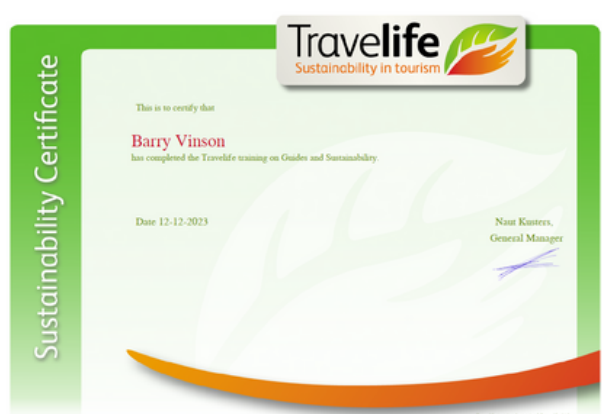 Travelife
Sustainability in tourism
Sustainability Certificate
This is to certify that
Barry Vinson
has completed the Travelife training on Guides and Sustainability.
Date 12-12-2023
Naut Kusters,
General Manager